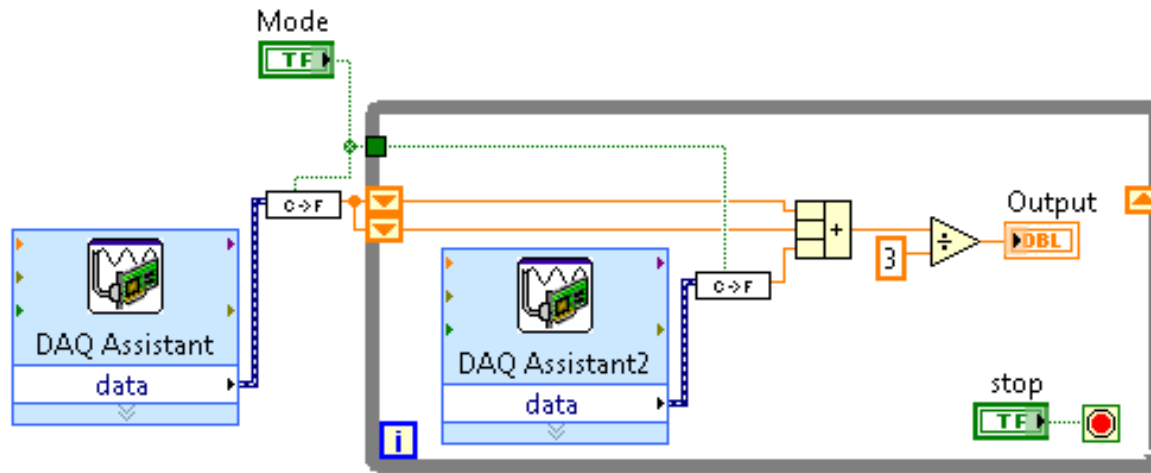 Mode
TF
C→F
Output
DBL
3
÷
+
C→F
DAQ Assistant
data
DAQ Assistant2
data
stop
TF
i